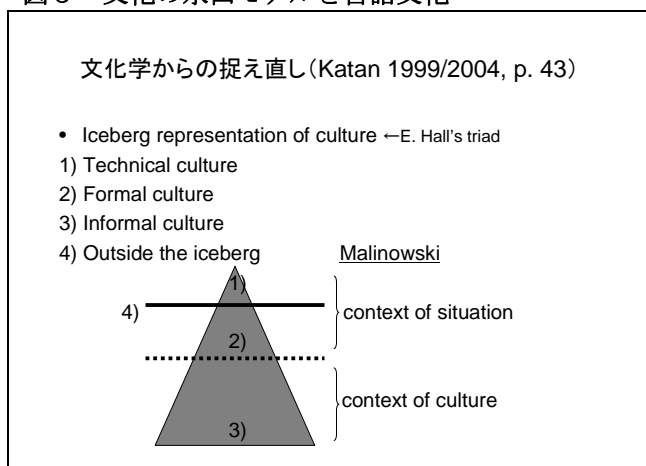 文化学からの捉え直し(Katan 1999/2004, p. 43)
• Iceberg representation of culture ←E. Hall's triad
1) Technical culture
2) Formal culture
3) Informal culture
4) Outside the iceberg Malinowski
1)
4)
context of situation
2)
context of culture
3)